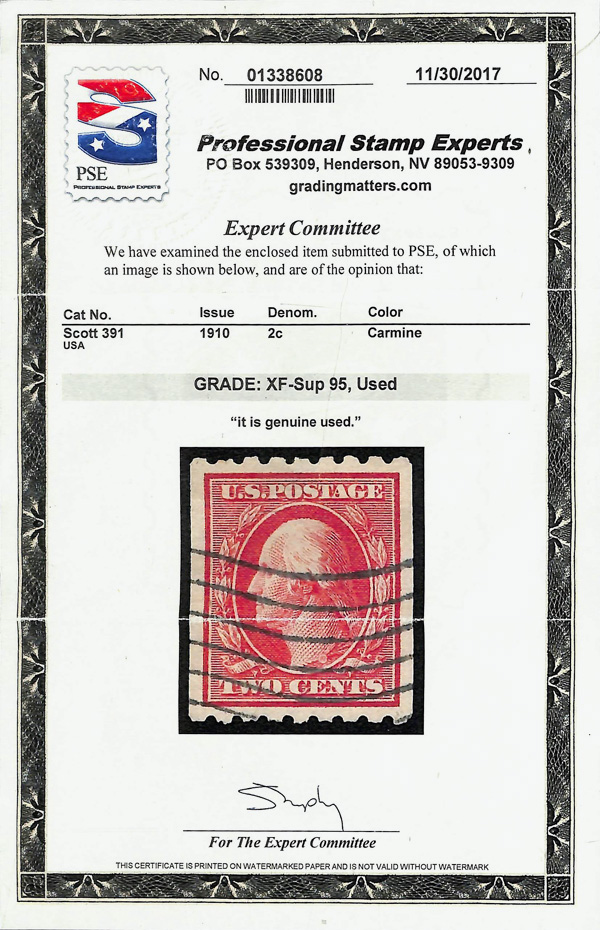 No. 01338608 11/30/2017
PSE
PROFESSIONAL STAMP EXPERTS
Professional Stamp Experts
PO Box 539309, Henderson, NV 89053-9309
gradingmatters.com
Expert Committee
We have examined the enclosed item submitted to PSE, of which
an image is shown below, and are of the opinion that:
Cat No. Issue Denom. Color
Scott 391 1910 2c Carmine
USA
GRADE: XF-Sup 95, Used
“it is genuine used.”
U.S. POSTAGE
TWO CENTS
For The Expert Committee
THIS CERTIFICATE IS PRINTED ON WATERMARKED PAPER AND IS NOT VALID WITHOUT WATERMARK